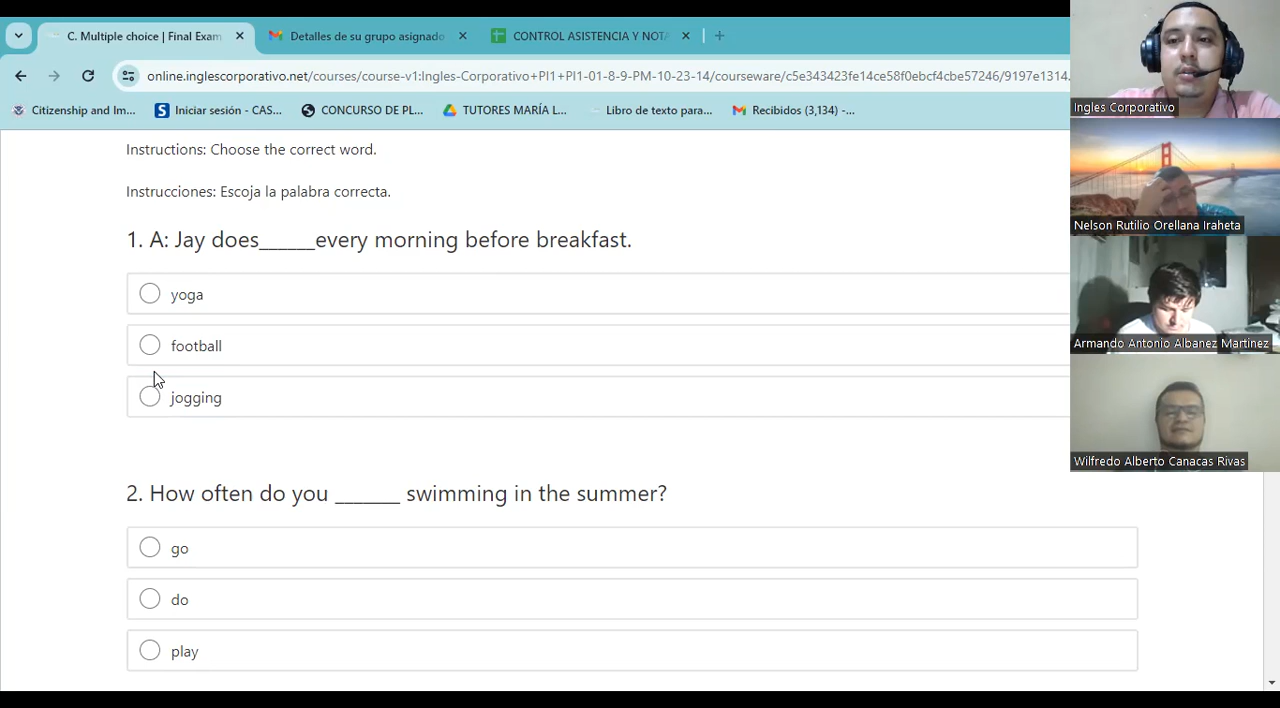 C. Multiple choice | Final Exam
Detalles de su grupo asignado
CONTROL ASISTENCIA Y NOTA
online.inglescorporativo.net/courses/course-v1:Ingles-Corporativo+PI1+PI1-01-8-9-PM-10-23-14/courseware/c5e343423fe14ce58f0ebcf4cbe57246/9197e1314.
Citizenship and Im...
Iniciar sesión - CAS...
CONCURSO DE PL...
TUTORES MARÍA L...
Libro de texto para...
Recibidos (3,134) -...
Instructions: Choose the correct word.
Instrucciones: Escoja la palabra correcta.
1. A: Jay does______every morning before breakfast.
yoga
football
jogging
2. How often do you _______ swimming in the summer?
go
do
play
Ingles Corporativo
Nelson Rutilio Orellana Iraheta
Armando Antonio Albanez Martinez
Wilfredo Alberto Canacas Rivas